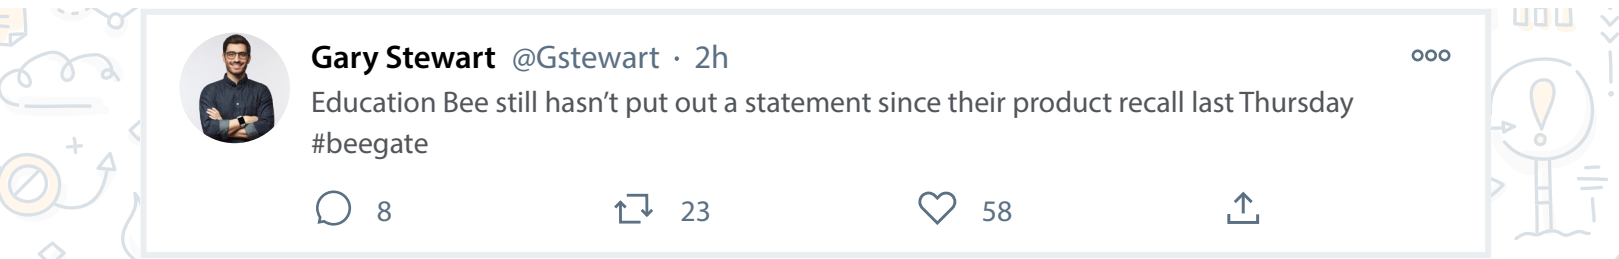 Gary Stewart @Gstewart · 2h
Education Bee still hasn’t put out a statement since their product recall last Thursday
#beegate
8 23 58